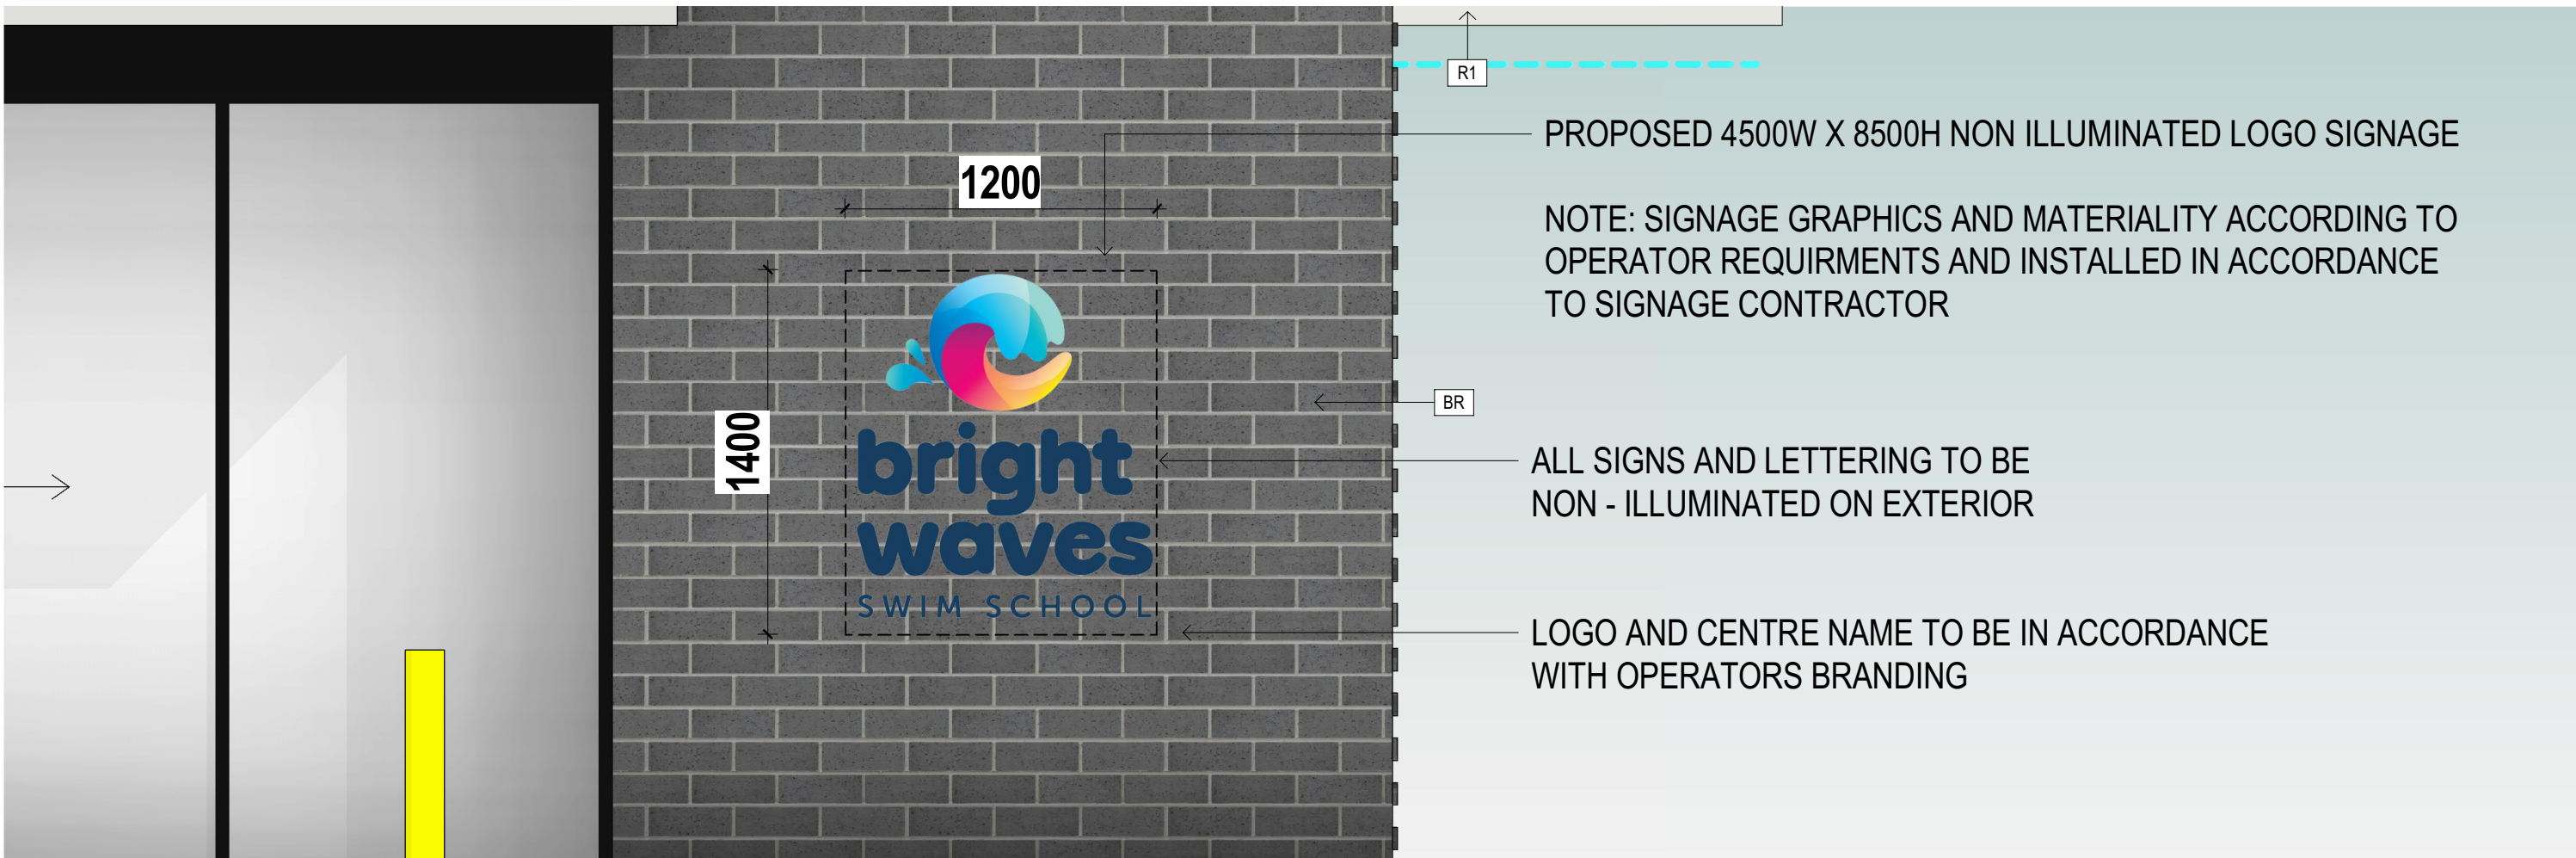 R1
PROPOSED 4500W X 8500H NON ILLUMINATED LOGO SIGNAGE
1200
NOTE: SIGNAGE GRAPHICS AND MATERIALITY ACCORDING TO
OPERATOR REQUIRMENTS AND INSTALLED IN ACCORDANCE
TO SIGNAGE CONTRACTOR
BR
1400
bright
waves
SWIM SCHOOL
ALL SIGNS AND LETTERING TO BE
NON - ILLUMINATED ON EXTERIOR
LOGO AND CENTRE NAME TO BE IN ACCORDANCE
WITH OPERATORS BRANDING